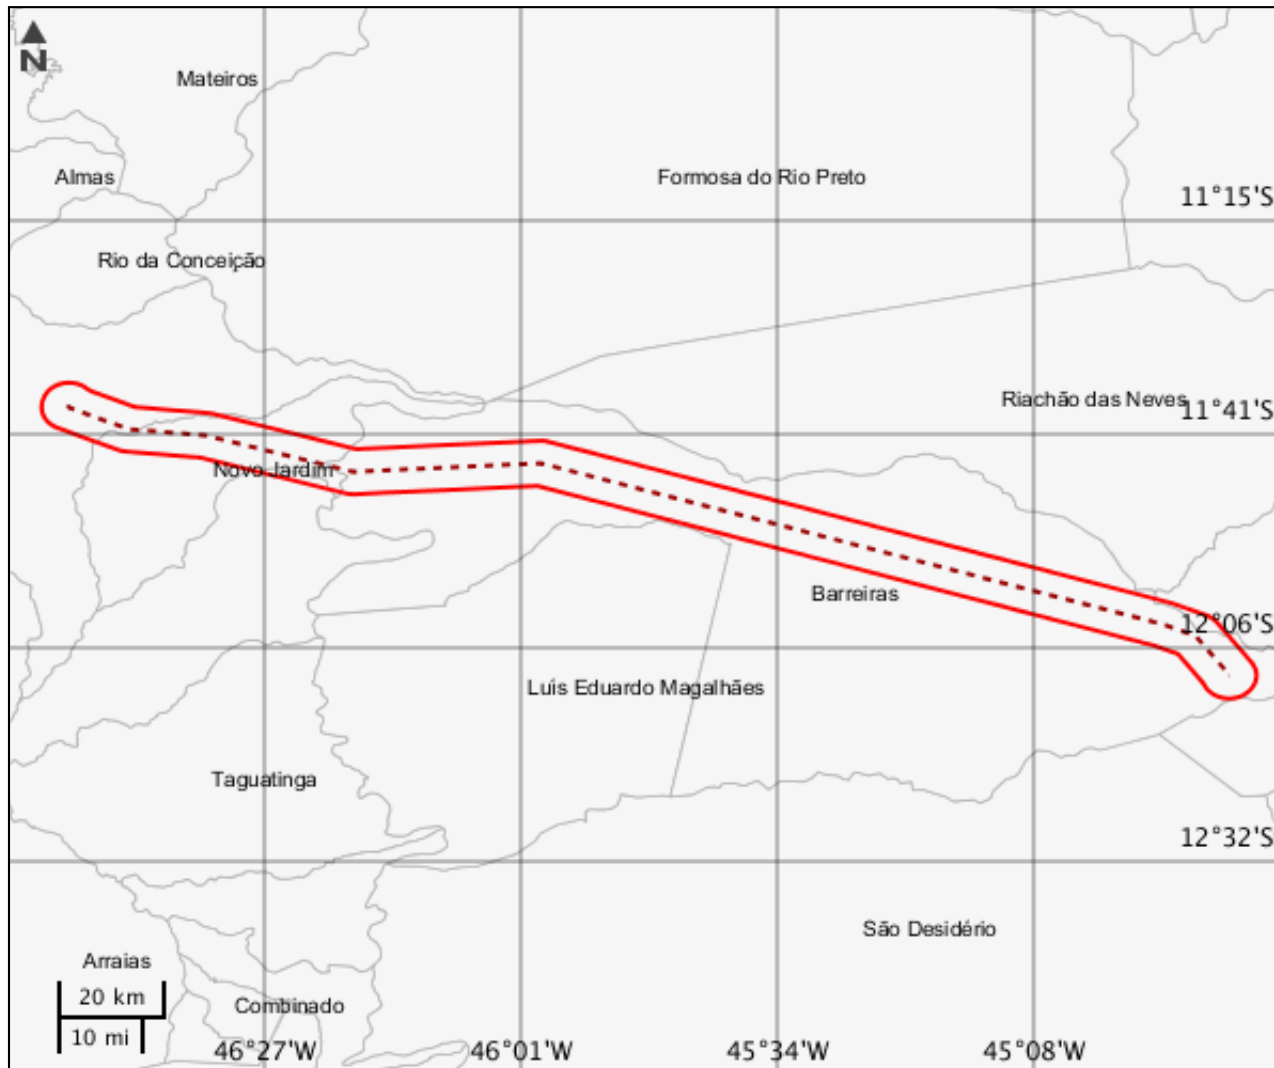 N
Mateiros
Almas
Formosa do Rio Preto
11°15'S
Rio da Conceição
Riachão das Neves
11°41'S
Novo Jardim
Barreiras
12°06'S
Luís Eduardo Magalhães
Taguatinga
12°32'S
São Desidério
Arraias
20 km
Combinado
10 mi
46°27'W
46°01'W
45°34'W
45°08'W